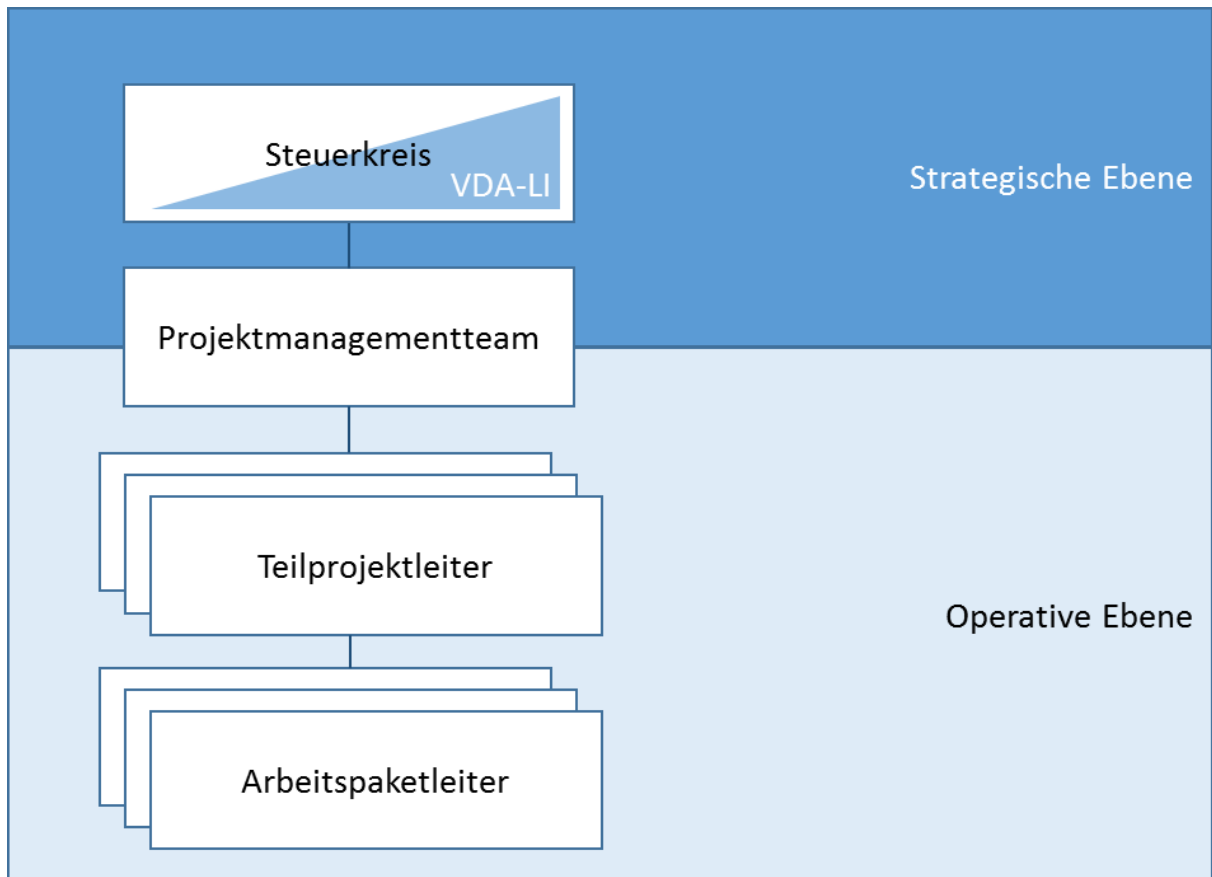 Steuerkreis
VDA-LI
Strategische Ebene
Projektmanagementteam
Teilprojektleiter
Operative Ebene
Arbeitspaketleiter